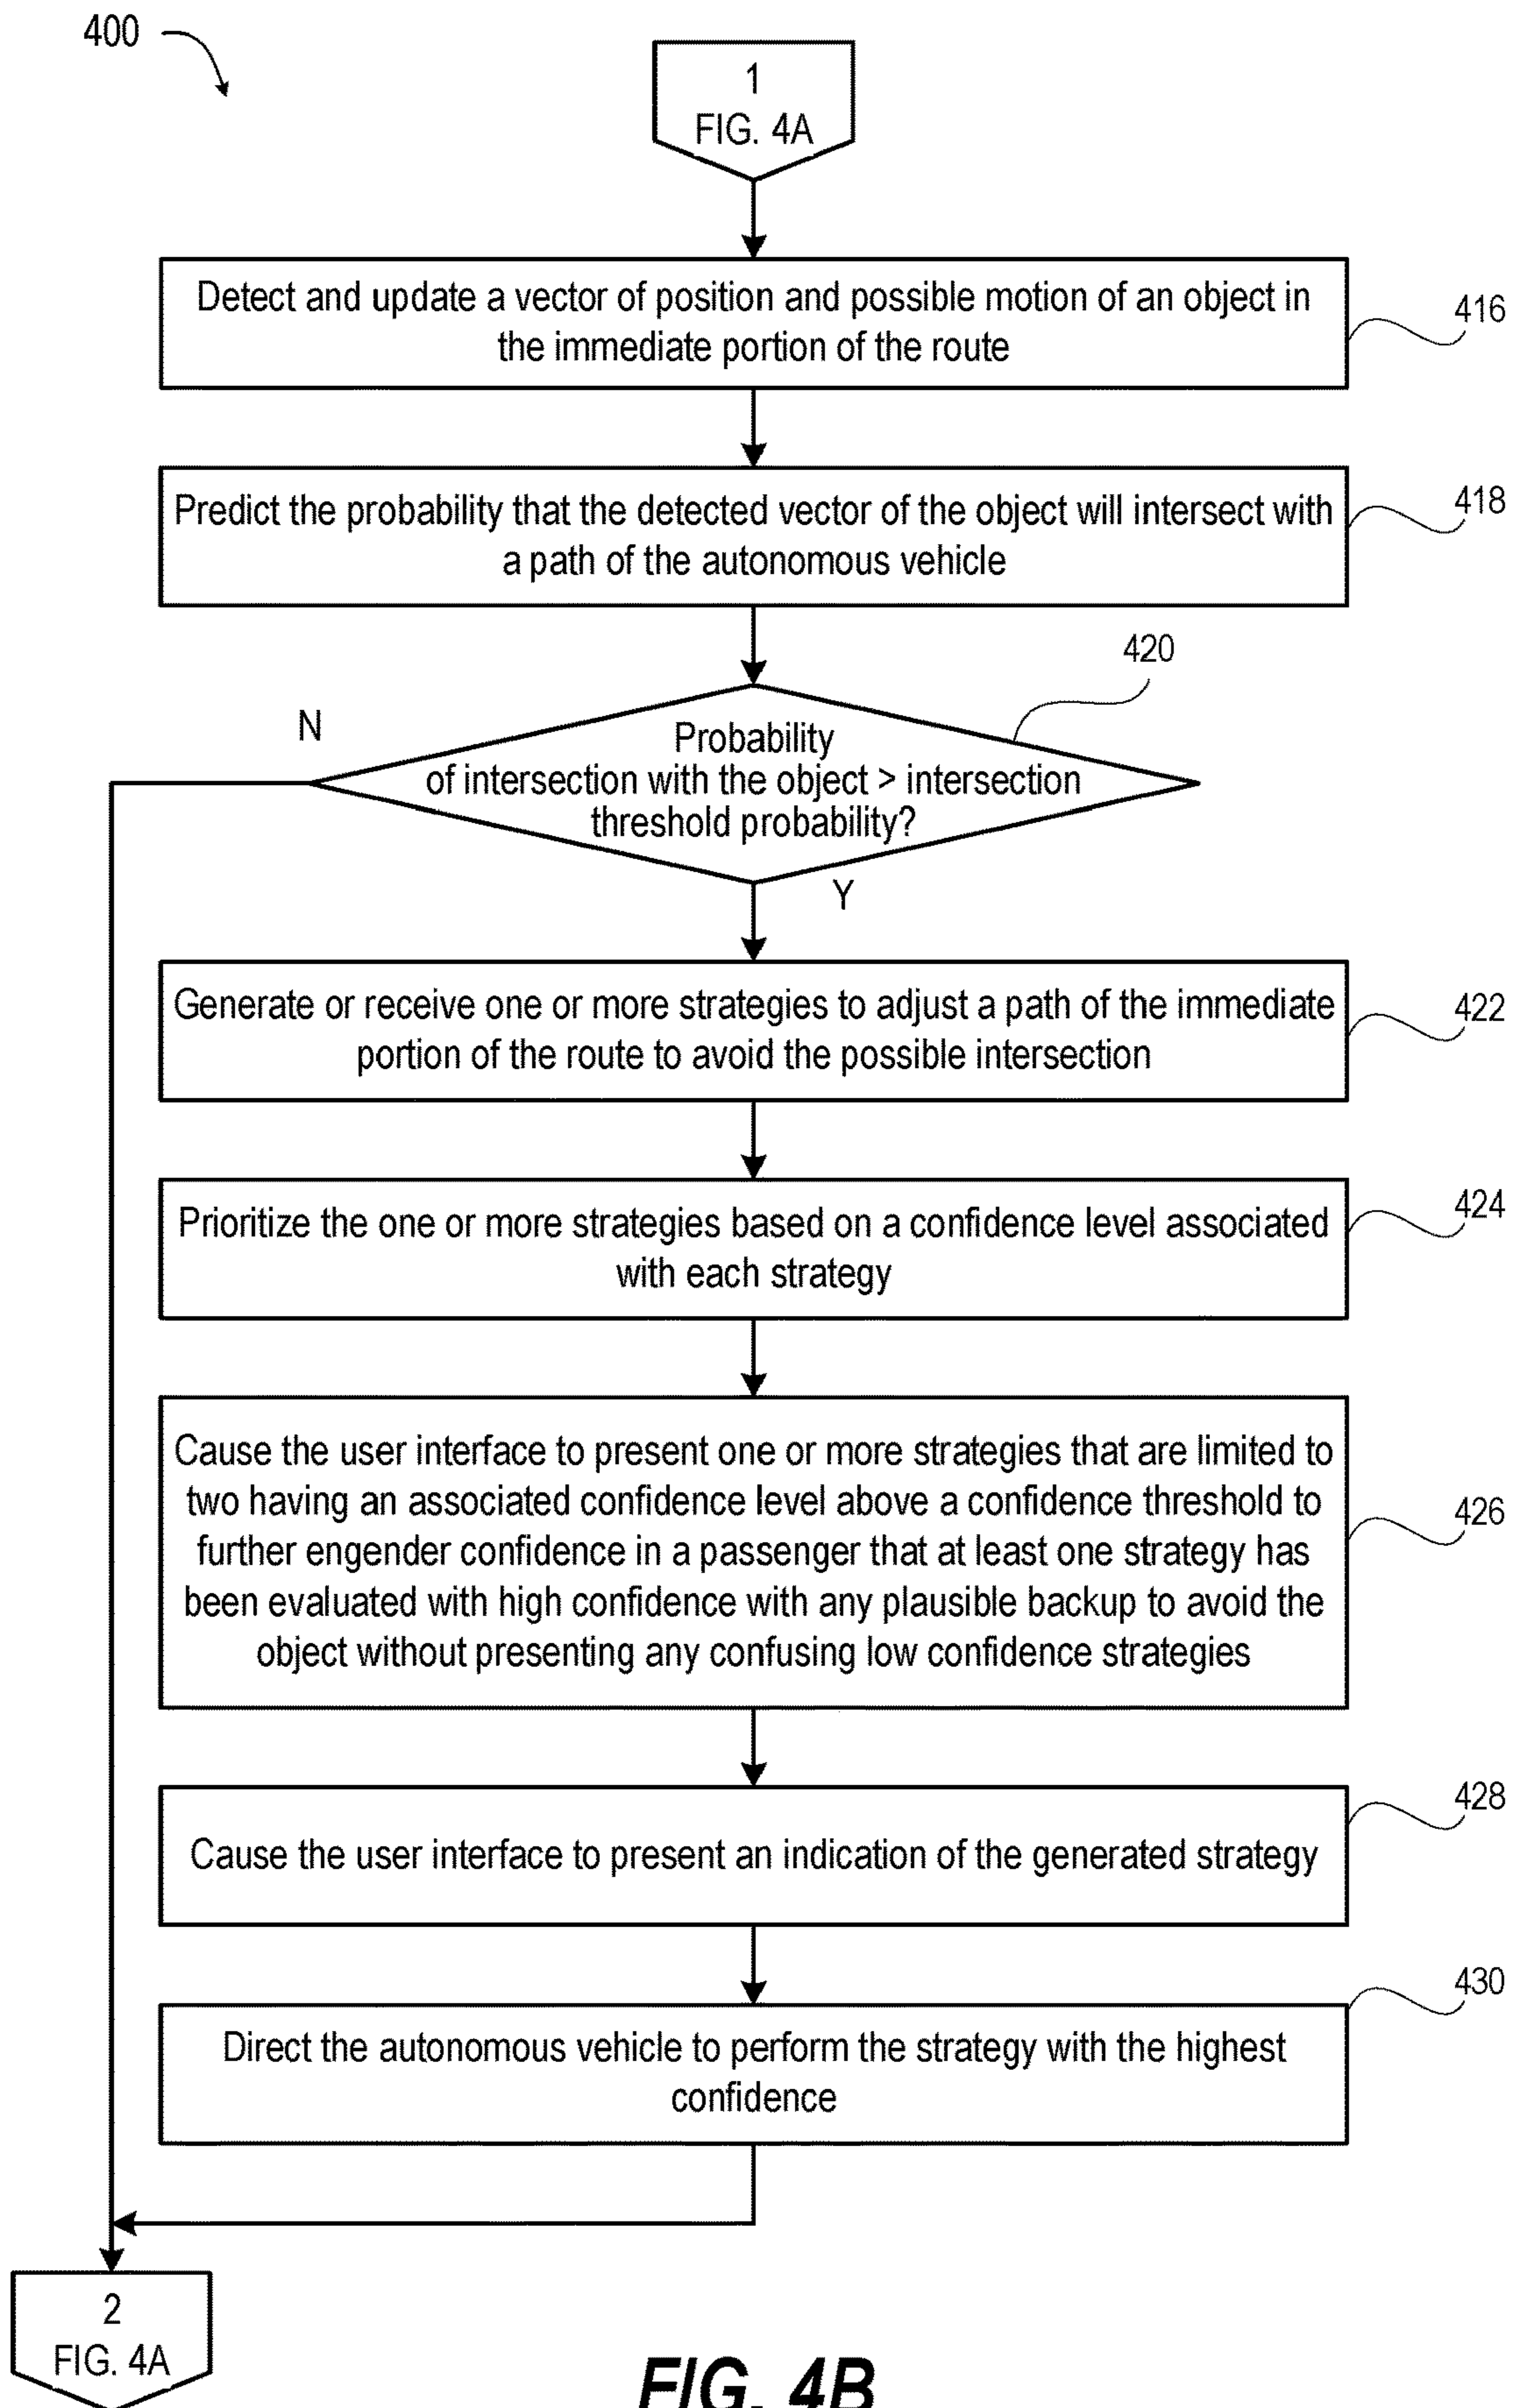 400
1
FIG. 4A
Detect and update a vector of position and possible motion of an object in
the immediate portion of the route
416
Predict the probability that the detected vector of the object will intersect with
a path of the autonomous vehicle
418
420
N
Probability
of intersection with the object > intersection
threshold probability?
Y
Generate or receive one or more strategies to adjust a path of the immediate
portion of the route to avoid the possible intersection
422
Prioritize the one or more strategies based on a confidence level associated
with each strategy
424
Cause the user interface to present one or more strategies that are limited to
two having an associated confidence level above a confidence threshold to
further engender confidence in a passenger that at least one strategy has
been evaluated with high confidence with any plausible backup to avoid the
object without presenting any confusing low confidence strategies
426
Cause the user interface to present an indication of the generated strategy
428
Direct the autonomous vehicle to perform the strategy with the highest
confidence
430
2
FIG. 4A
FIG. 4B